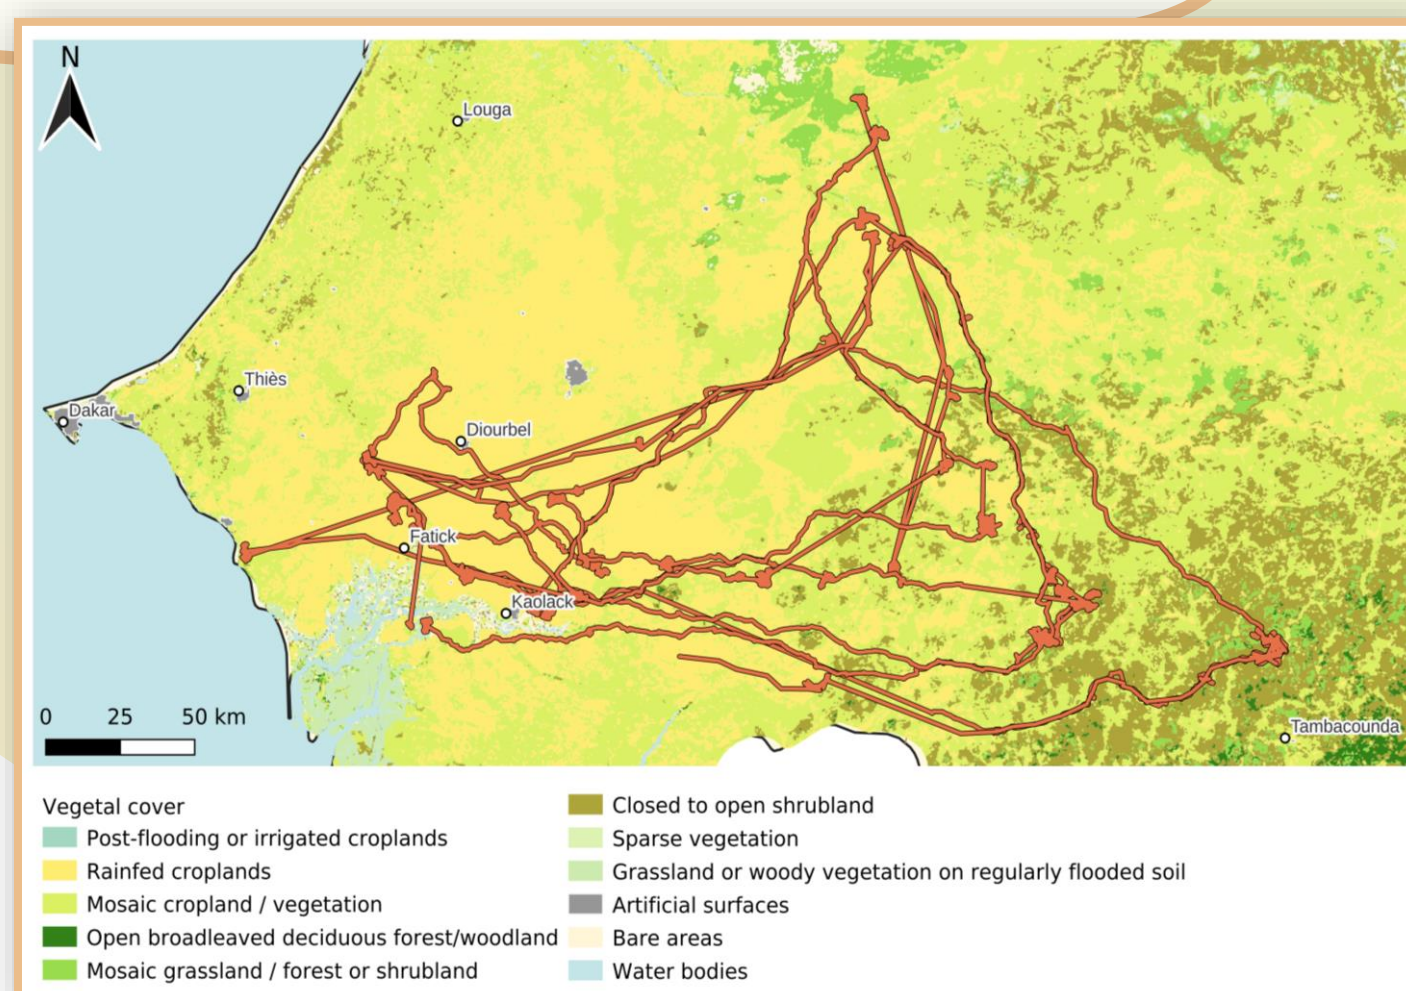 N
Louga
Thiès
Dakar
Diourbel
Fatick
Kaolack
Tambacounda
0 25 50 km
Vegetal cover
Post-flooding or irrigated croplands
Rainfed croplands
Mosaic cropland / vegetation
Open broadleaved deciduous forest/woodland
Mosaic grassland / forest or shrubland
Closed to open shrubland
Sparse vegetation
Grassland or woody vegetation on regularly flooded soil
Artificial surfaces
Bare areas
Water bodies